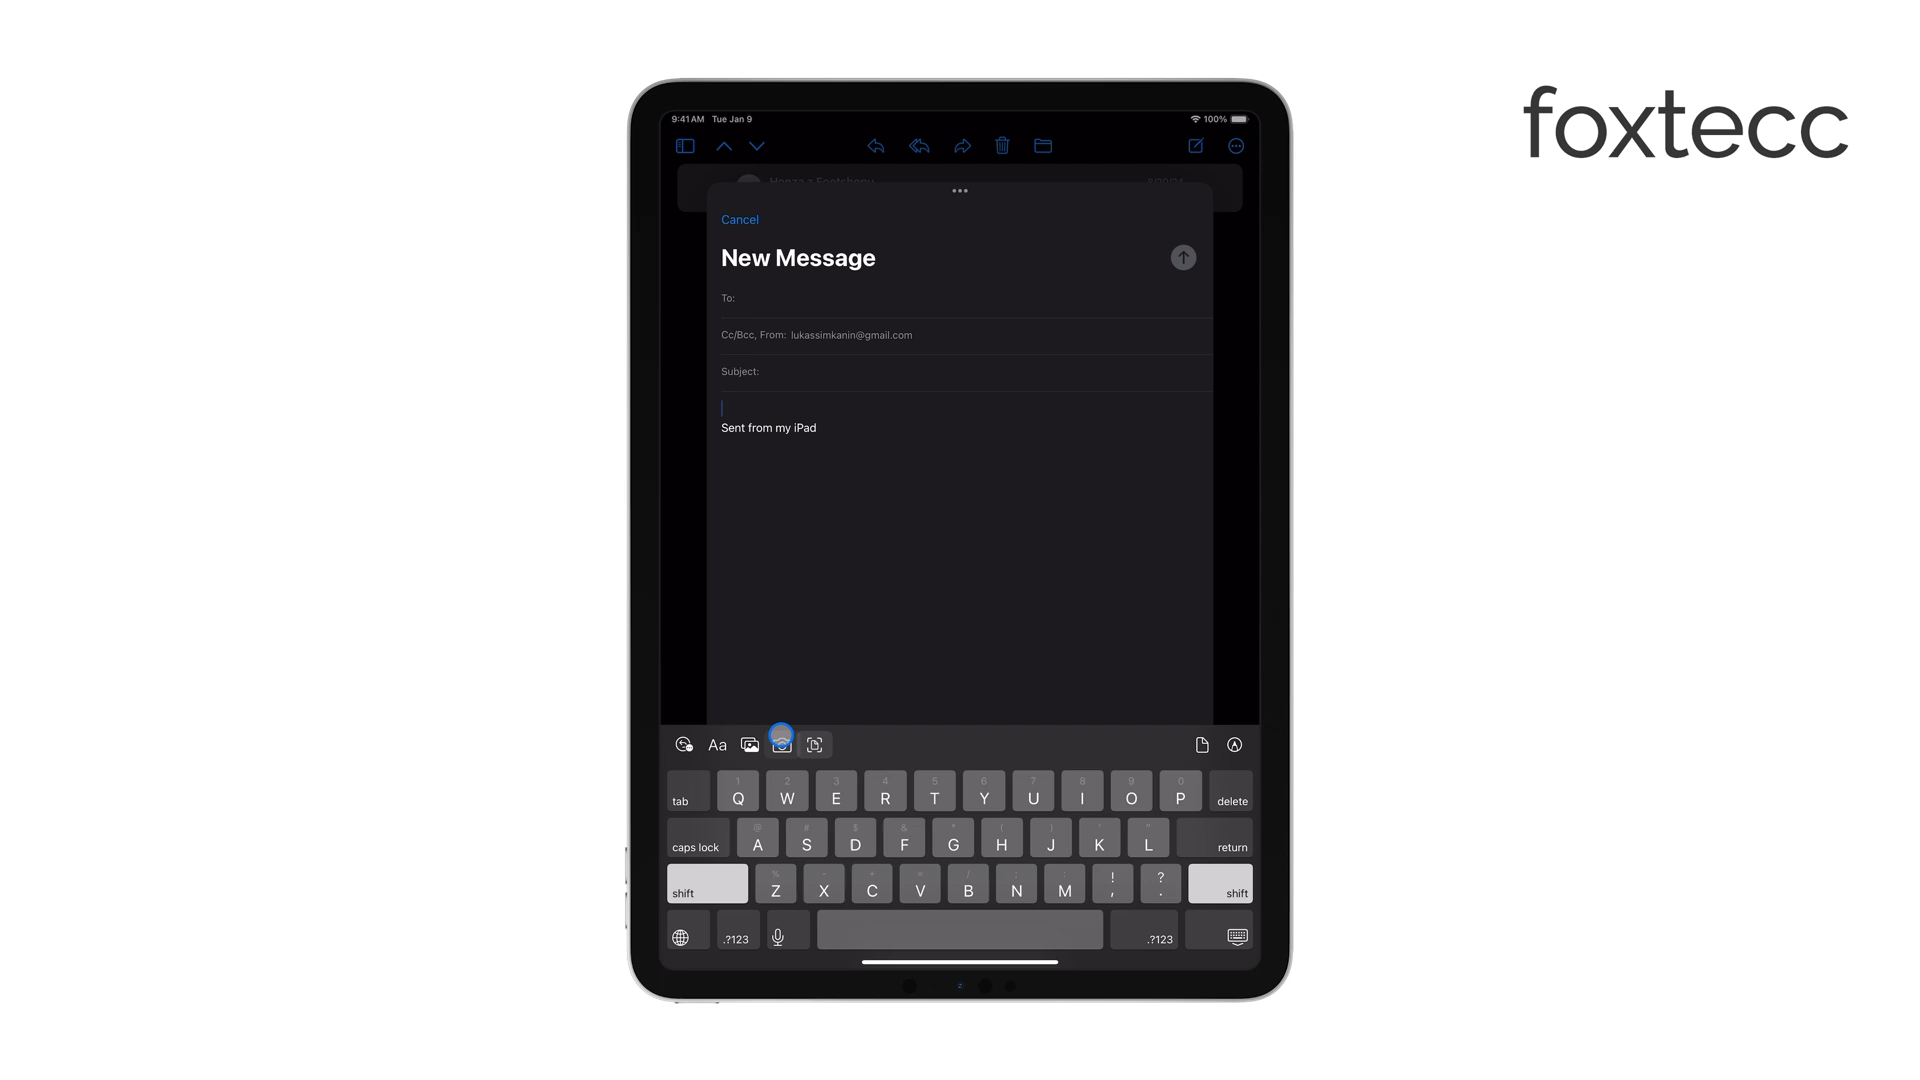 foxtecc
9:41 AM Tue Jan 9
100%
Cancel
New Message
To:
Cc/Bcc, From: lukassimkanin@gmail.com
Subject:
Sent from my iPad
Aa
1 2 3 4 5 6 7 8 9 0
tab Q W E R T Y U I O P delete
@ # $ & * ( ) ' "
caps lock A S D F G H J K L return
% - + = / ; : ! ?
shift Z X C V B N M , . shift
.?123 .?123